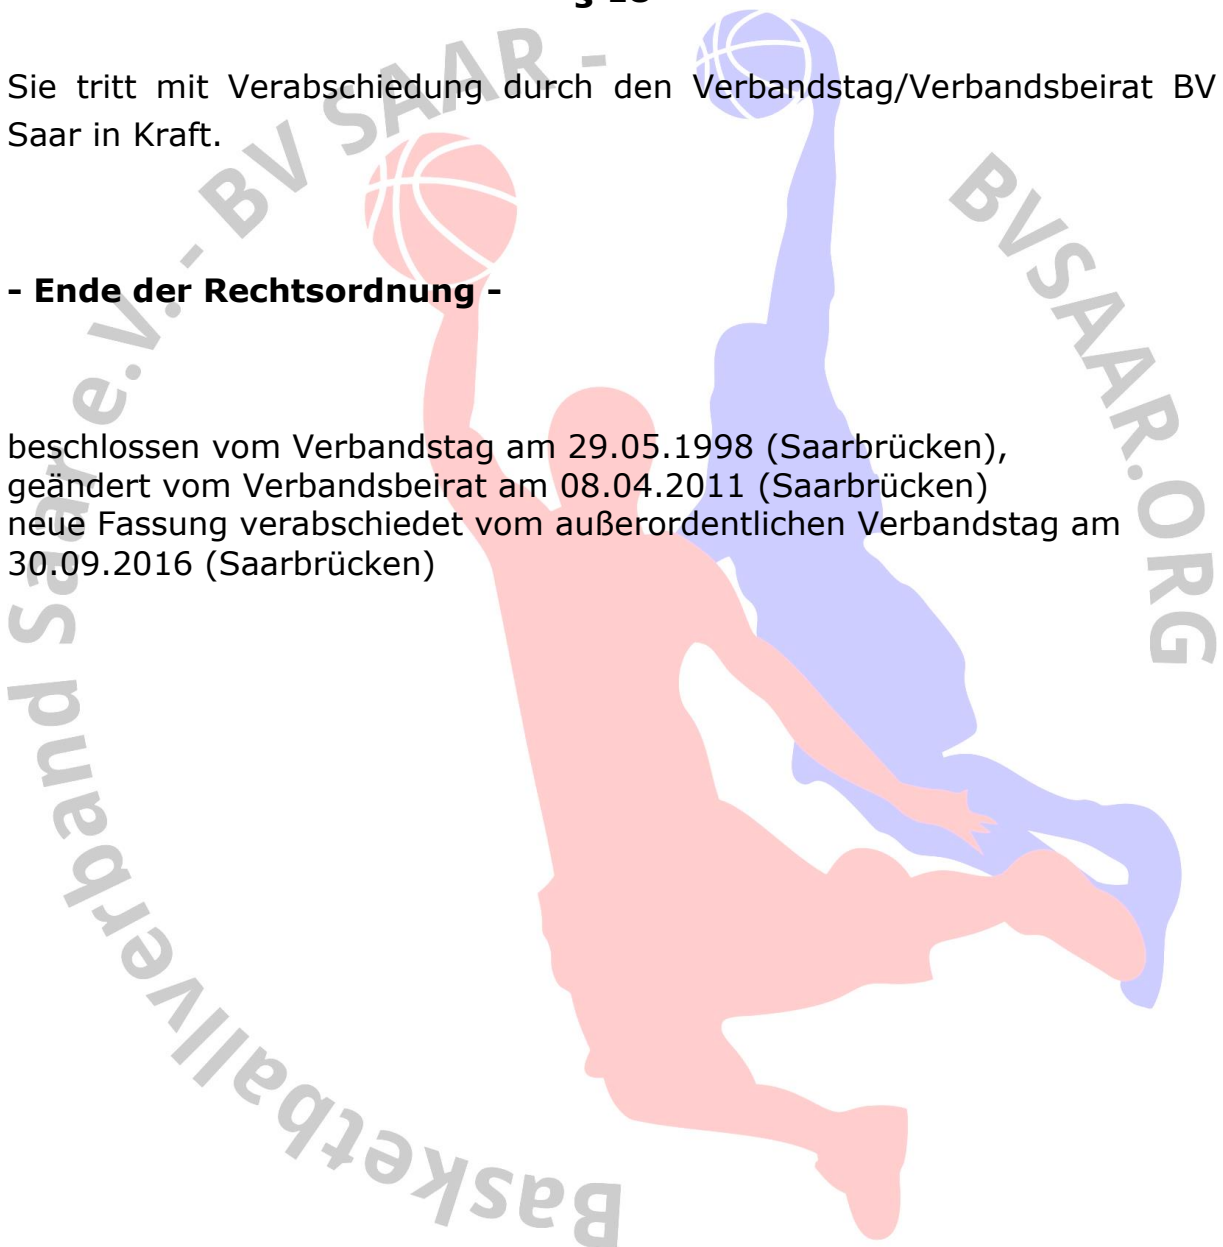 Sie tritt mit Verabschiedung durch den Verbandstag/Verbandsbeirat BV
Saar in Kraft.
- Ende der Rechtsordnung -
beschlossen vom Verbandstag am 29.05.1998 (Saarbrücken),
geändert vom Verbandsbeirat am 08.04.2011 (Saarbrücken)
neue Fassung verabschiedet vom außerordentlichen Verbandstag am
30.09.2016 (Saarbrücken)
Basketballverband Saar e.V. - BV SAAR -
BVSAAR.ORG